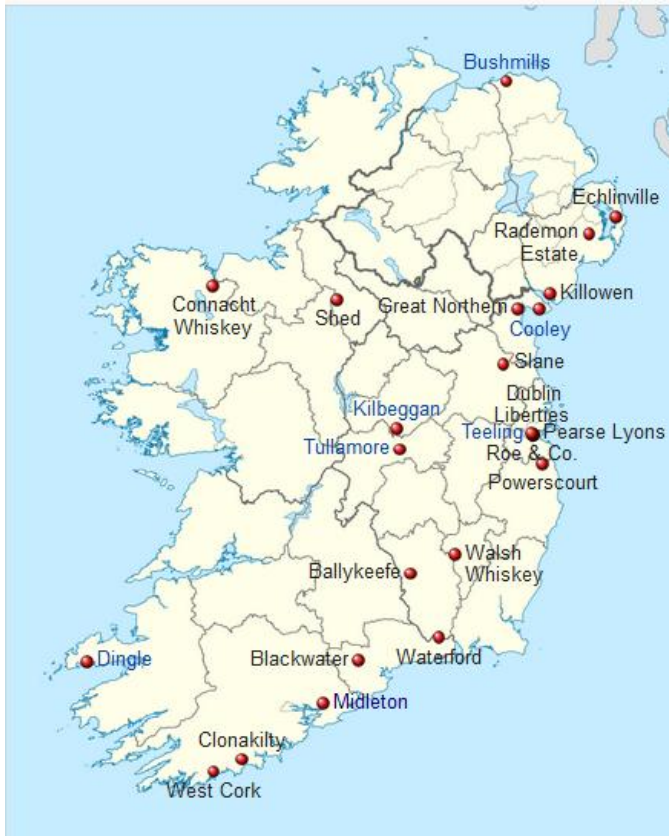 Bushmills
Echlinville
Rademon
Estate
Connacht
Whiskey
Shed
Great Northern
Killowen
Cooley
Slane
Dublin
Liberties
Kilbeggan
Teeling
Pearse Lyons
Tullamore
Roe & Co.
Powerscourt
Walsh
Whiskey
Ballykeefe
Waterford
Dingle
Blackwater
Midleton
Clonakilty
West Cork